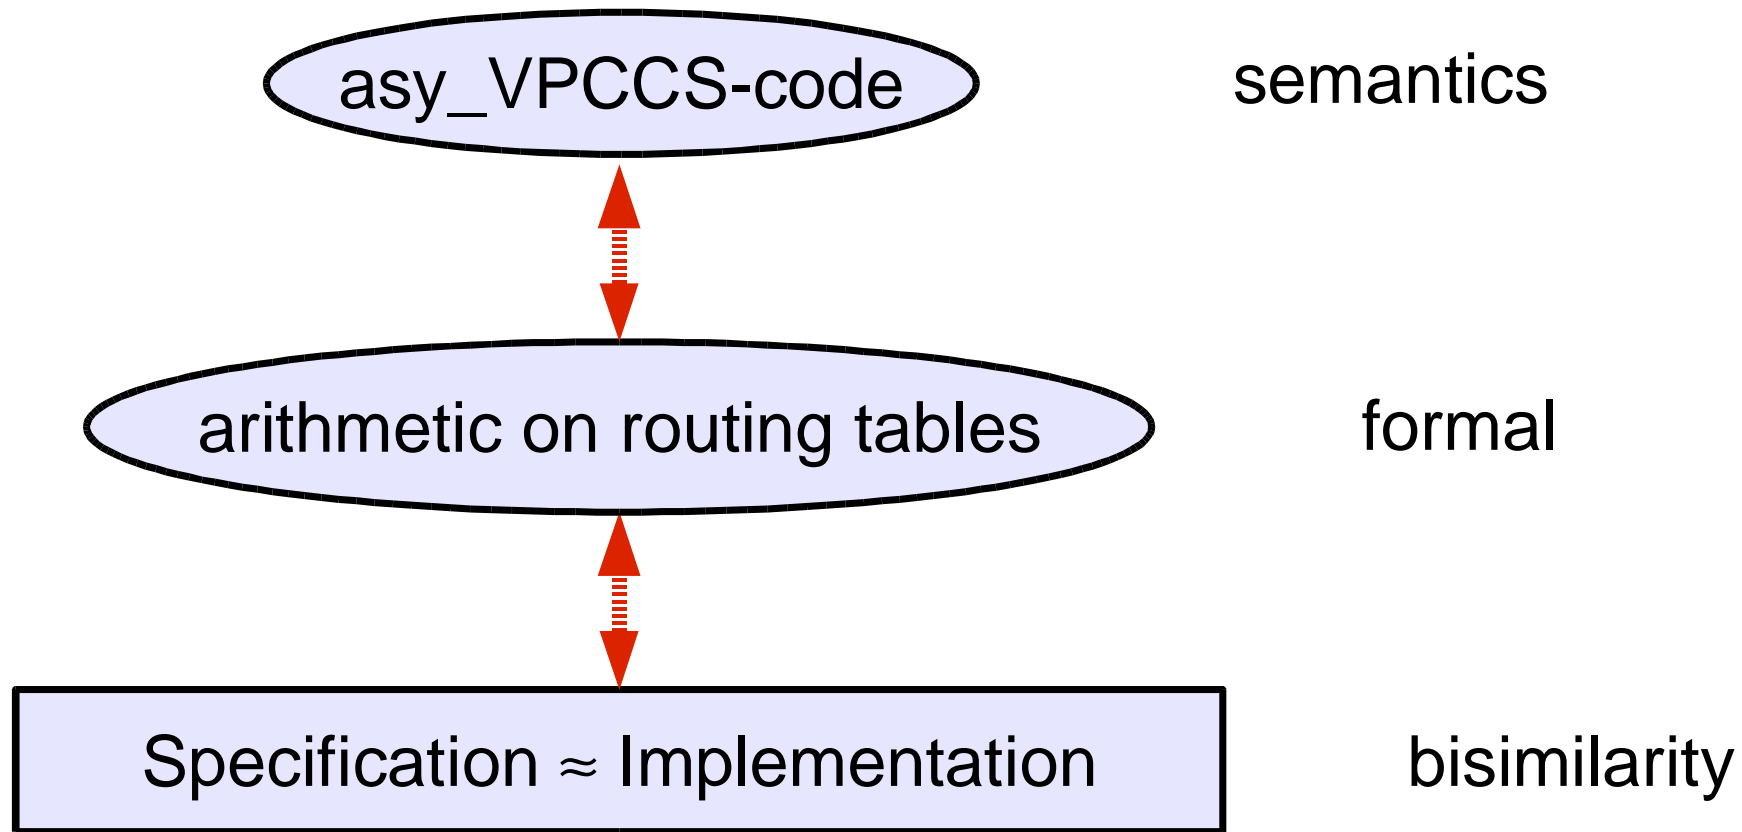 asy_VPCCS-code semantics
arithmetic on routing tables formal
Specification ≈ Implementation bisimilarity